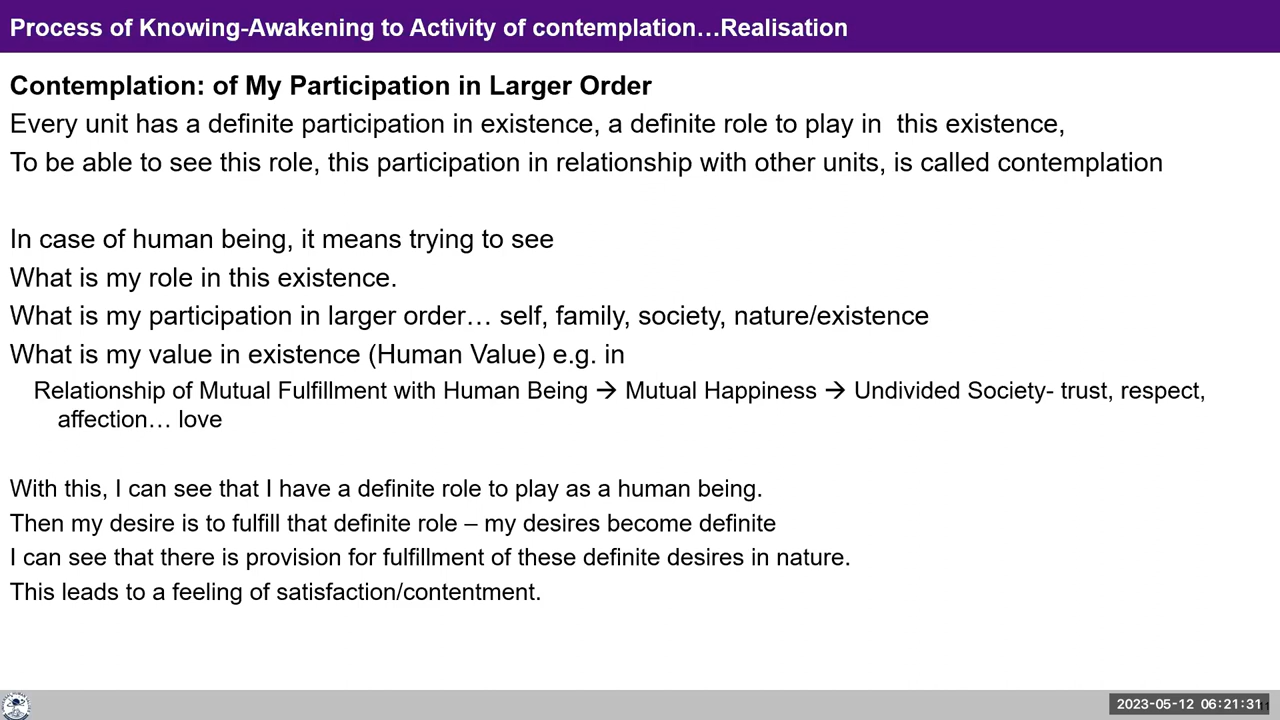 Process of Knowing-Awakening to Activity of contemplation…Realisation
Contemplation: of My Participation in Larger Order
Every unit has a definite participation in existence, a definite role to play in  this existence,
To be able to see this role, this participation in relationship with other units, is called contemplation
In case of human being, it means trying to see
What is my role in this existence.
What is my participation in larger order… self, family, society, nature/existence
What is my value in existence (Human Value) e.g. in
Relationship of Mutual Fulfillment with Human Being → Mutual Happiness → Undivided Society- trust, respect,
affection… love
With this, I can see that I have a definite role to play as a human being.
Then my desire is to fulfill that definite role – my desires become definite
I can see that there is provision for fulfillment of these definite desires in nature.
This leads to a feeling of satisfaction/contentment.
2023-05-12 06:21:31